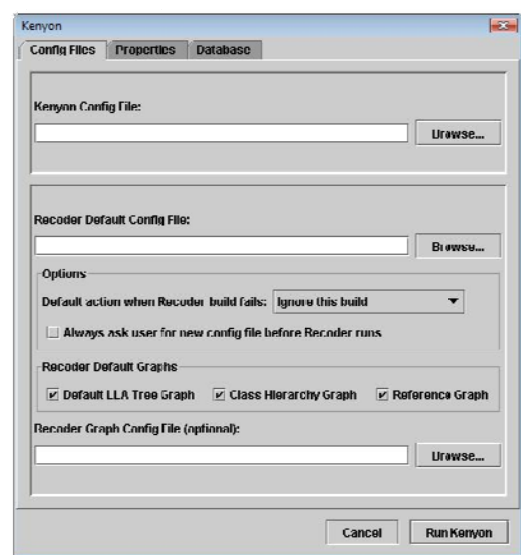 Kenyon
Config Files Properties Database
Kenyon Config File:
Browse...
Recoder Default Config File:
Browse...
Options
Default action when Recoder build fails: Ignore this build
Always ask user for new config file before Recoder runs
Recoder Default Graphs
Default LLA Tree Graph Class Hierarchy Graph Reference Graph
Recoder Graph Config File (optional):
Browse...
Cancel Run Kenyon